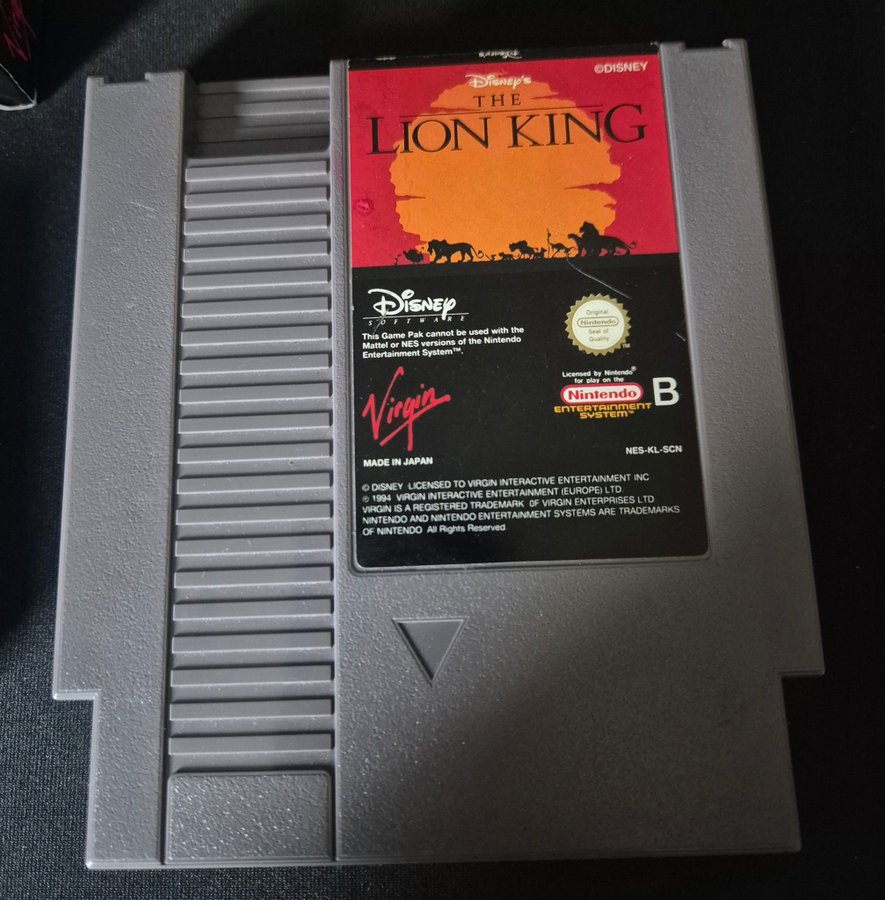 Disney's
©DISNEY
Disney's
THE
LION KING
Disney
SOFTWARE
This Game Pak cannot be used with the
Mattel or NES versions of the Nintendo
Entertainment System™.
Original
Nintendo
Seal of
Quality
TM
Licensed by Nintendo®
for play on the
Nintendo
ENTERTAINMENT
SYSTEM™
B
Virgin
MADE IN JAPAN
NES-KL-SCN
© DISNEY LICENSED TO VIRGIN INTERACTIVE ENTERTAINMENT INC
℗ 1994 VIRGIN INTERACTIVE ENTERTAINMENT (EUROPE) LTD
VIRGIN IS A REGISTERED TRADEMARK OF VIRGIN ENTERPRISES LTD
NINTENDO AND NINTENDO ENTERTAINMENT SYSTEMS ARE TRADEMARKS
OF NINTENDO All Rights Reserved